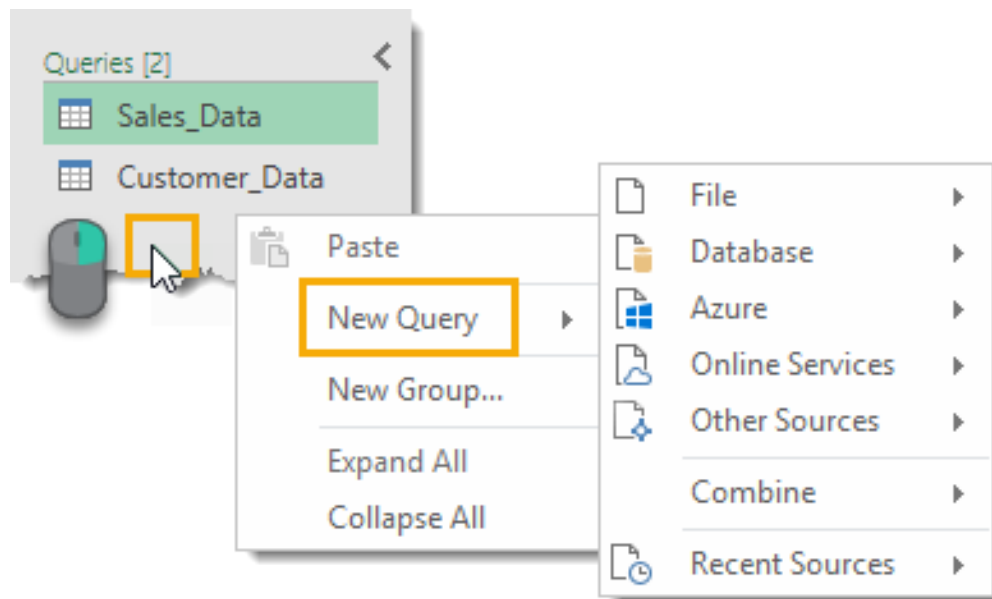 Queries [2]
Sales_Data
Customer_Data
Paste
New Query
New Group...
Expand All
Collapse All
File
Database
Azure
Online Services
Other Sources
Combine
Recent Sources